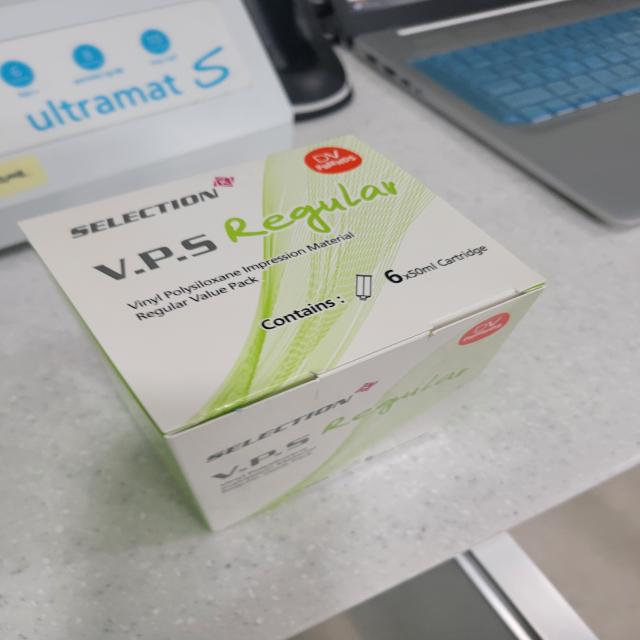 ultramat S
SELECTION
V.P.S Regular
Vinyl Polysiloxane Impression Material
Regular Value Pack
Contains : 6x50ml Cartridge
SELECTION
V.P.S Regular